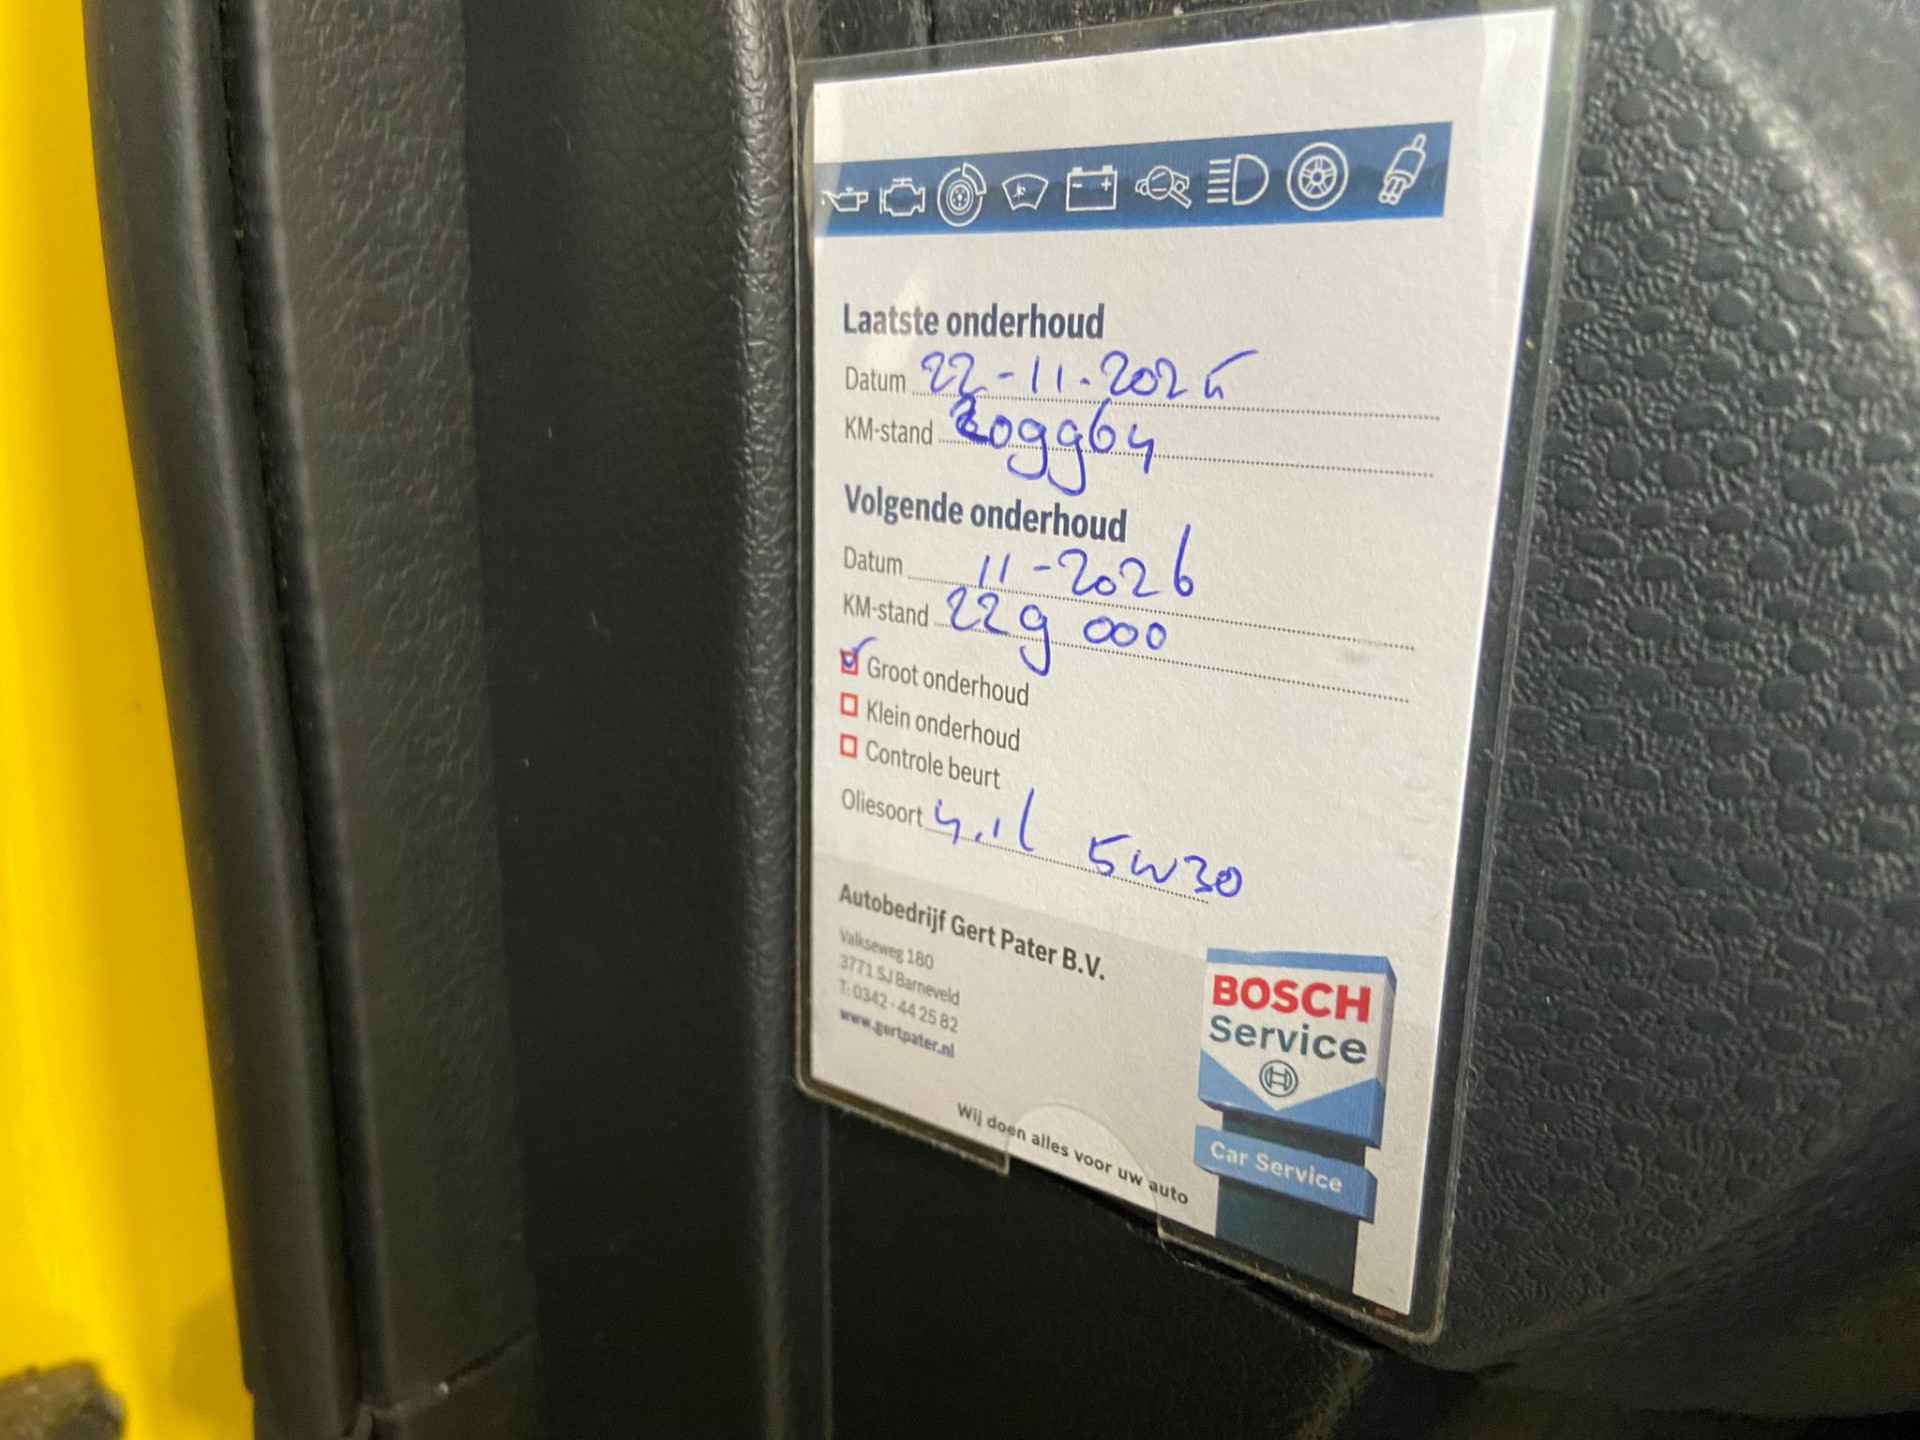 Laatste onderhoud
Datum 22-11-2025
KM-stand 209964
Volgende onderhoud
Datum 11-2026
KM-stand 229 000
Groot onderhoud
Klein onderhoud
Controle beurt
Oliesoort 4,1l 5w30
Autobedrijf Gert Pater B.V.
Valkseweg 180
3771 SJ Barneveld
T: 0342 - 44 25 82
www.gertpater.nl
BOSCH
Service
Car Service
Wij doen alles voor uw auto